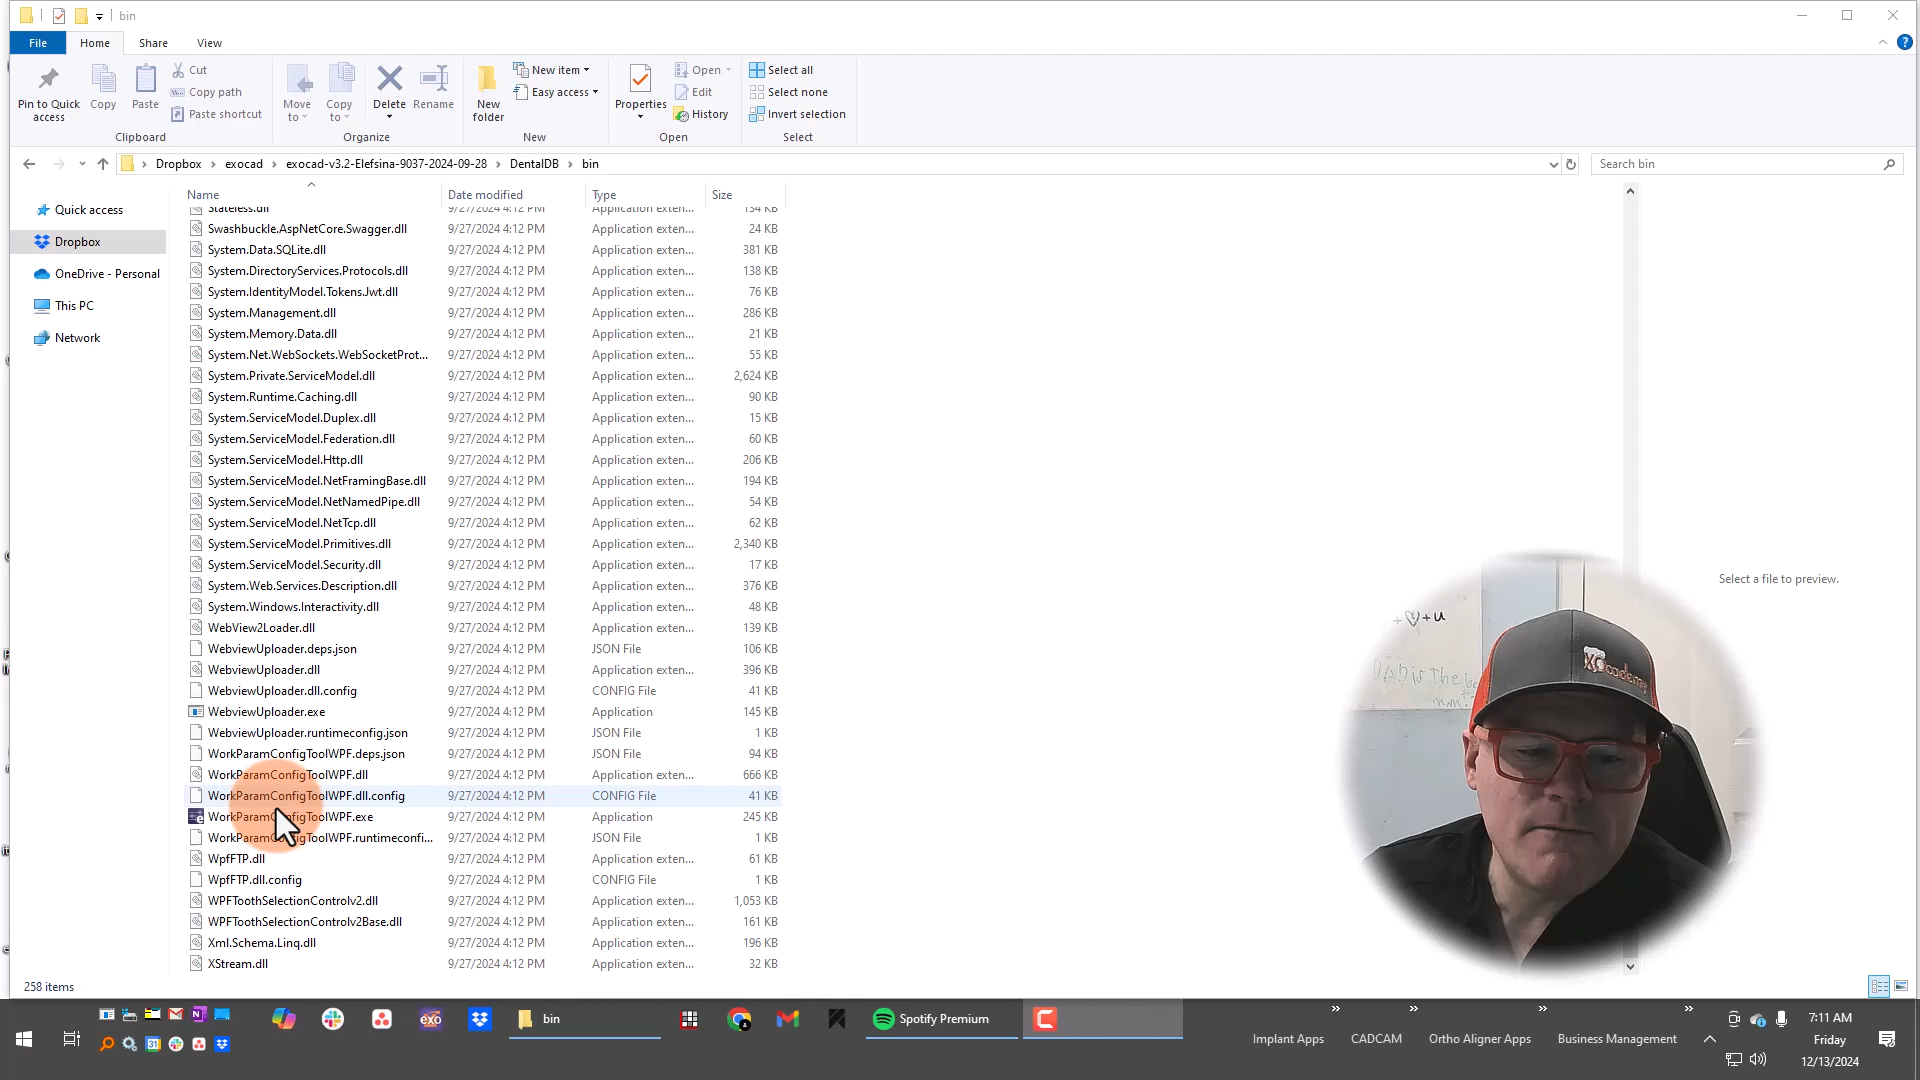 bin
File
Home
Share
View
Pin to Quick access
Copy
Paste
Cut
Copy path
Paste shortcut
Clipboard
Move to
Copy to
Delete
Rename
Organize
New folder
New item
Easy access
New
Properties
Open
Edit
History
Open
Select all
Select none
Invert selection
Select
Dropbox > exocad > exocad-v3.2-Elefsina-9037-2024-09-28 > DentalDB > bin
Search bin
Quick access
Dropbox
OneDrive - Personal
This PC
Network
Name Date modified Type Size
Stateless.dll 9/27/2024 4:12 PM Application exten... 134 KB
Swashbuckle.AspNetCore.Swagger.dll 9/27/2024 4:12 PM Application exten... 24 KB
System.Data.SQLite.dll 9/27/2024 4:12 PM Application exten... 381 KB
System.DirectoryServices.Protocols.dll 9/27/2024 4:12 PM Application exten... 138 KB
System.IdentityModel.Tokens.Jwt.dll 9/27/2024 4:12 PM Application exten... 76 KB
System.Management.dll 9/27/2024 4:12 PM Application exten... 286 KB
System.Memory.Data.dll 9/27/2024 4:12 PM Application exten... 21 KB
System.Net.WebSockets.WebSocketProt... 9/27/2024 4:12 PM Application exten... 55 KB
System.Private.ServiceModel.dll 9/27/2024 4:12 PM Application exten... 2,624 KB
System.Runtime.Caching.dll 9/27/2024 4:12 PM Application exten... 90 KB
System.ServiceModel.Duplex.dll 9/27/2024 4:12 PM Application exten... 15 KB
System.ServiceModel.Federation.dll 9/27/2024 4:12 PM Application exten... 60 KB
System.ServiceModel.Http.dll 9/27/2024 4:12 PM Application exten... 206 KB
System.ServiceModel.NetFramingBase.dll 9/27/2024 4:12 PM Application exten... 194 KB
System.ServiceModel.NetNamedPipe.dll 9/27/2024 4:12 PM Application exten... 54 KB
System.ServiceModel.NetTcp.dll 9/27/2024 4:12 PM Application exten... 62 KB
System.ServiceModel.Primitives.dll 9/27/2024 4:12 PM Application exten... 2,340 KB
System.ServiceModel.Security.dll 9/27/2024 4:12 PM Application exten... 17 KB
System.Web.Services.Description.dll 9/27/2024 4:12 PM Application exten... 376 KB
System.Windows.Interactivity.dll 9/27/2024 4:12 PM Application exten... 48 KB
WebView2Loader.dll 9/27/2024 4:12 PM Application exten... 139 KB
WebviewUploader.deps.json 9/27/2024 4:12 PM JSON File 106 KB
WebviewUploader.dll 9/27/2024 4:12 PM Application exten... 396 KB
WebviewUploader.dll.config 9/27/2024 4:12 PM CONFIG File 41 KB
WebviewUploader.exe 9/27/2024 4:12 PM Application 145 KB
WebviewUploader.runtimeconfig.json 9/27/2024 4:12 PM JSON File 1 KB
WorkParamConfigToolWPF.deps.json 9/27/2024 4:12 PM JSON File 94 KB
WorkParamConfigToolWPF.dll 9/27/2024 4:12 PM Application exten... 666 KB
WorkParamConfigToolWPF.dll.config 9/27/2024 4:12 PM CONFIG File 41 KB
WorkParamConfigToolWPF.exe 9/27/2024 4:12 PM Application 245 KB
WorkParamConfigToolWPF.runtimeconfi... 9/27/2024 4:12 PM JSON File 1 KB
WpfFTP.dll 9/27/2024 4:12 PM Application exten... 61 KB
WpfFTP.dll.config 9/27/2024 4:12 PM CONFIG File 1 KB
WPFToothSelectionControlv2.dll 9/27/2024 4:12 PM Application exten... 1,053 KB
WPFToothSelectionControlv2Base.dll 9/27/2024 4:12 PM Application exten... 161 KB
Xml.Schema.Linq.dll 9/27/2024 4:12 PM Application exten... 196 KB
XStream.dll 9/27/2024 4:12 PM Application exten... 32 KB
Select a file to preview.
+ u
DAD is The
XOcademy
258 items
exo
bin
Spotify Premium
Implant Apps
CADCAM
Ortho Aligner Apps
Business Management
7:11 AM
Friday
12/13/2024